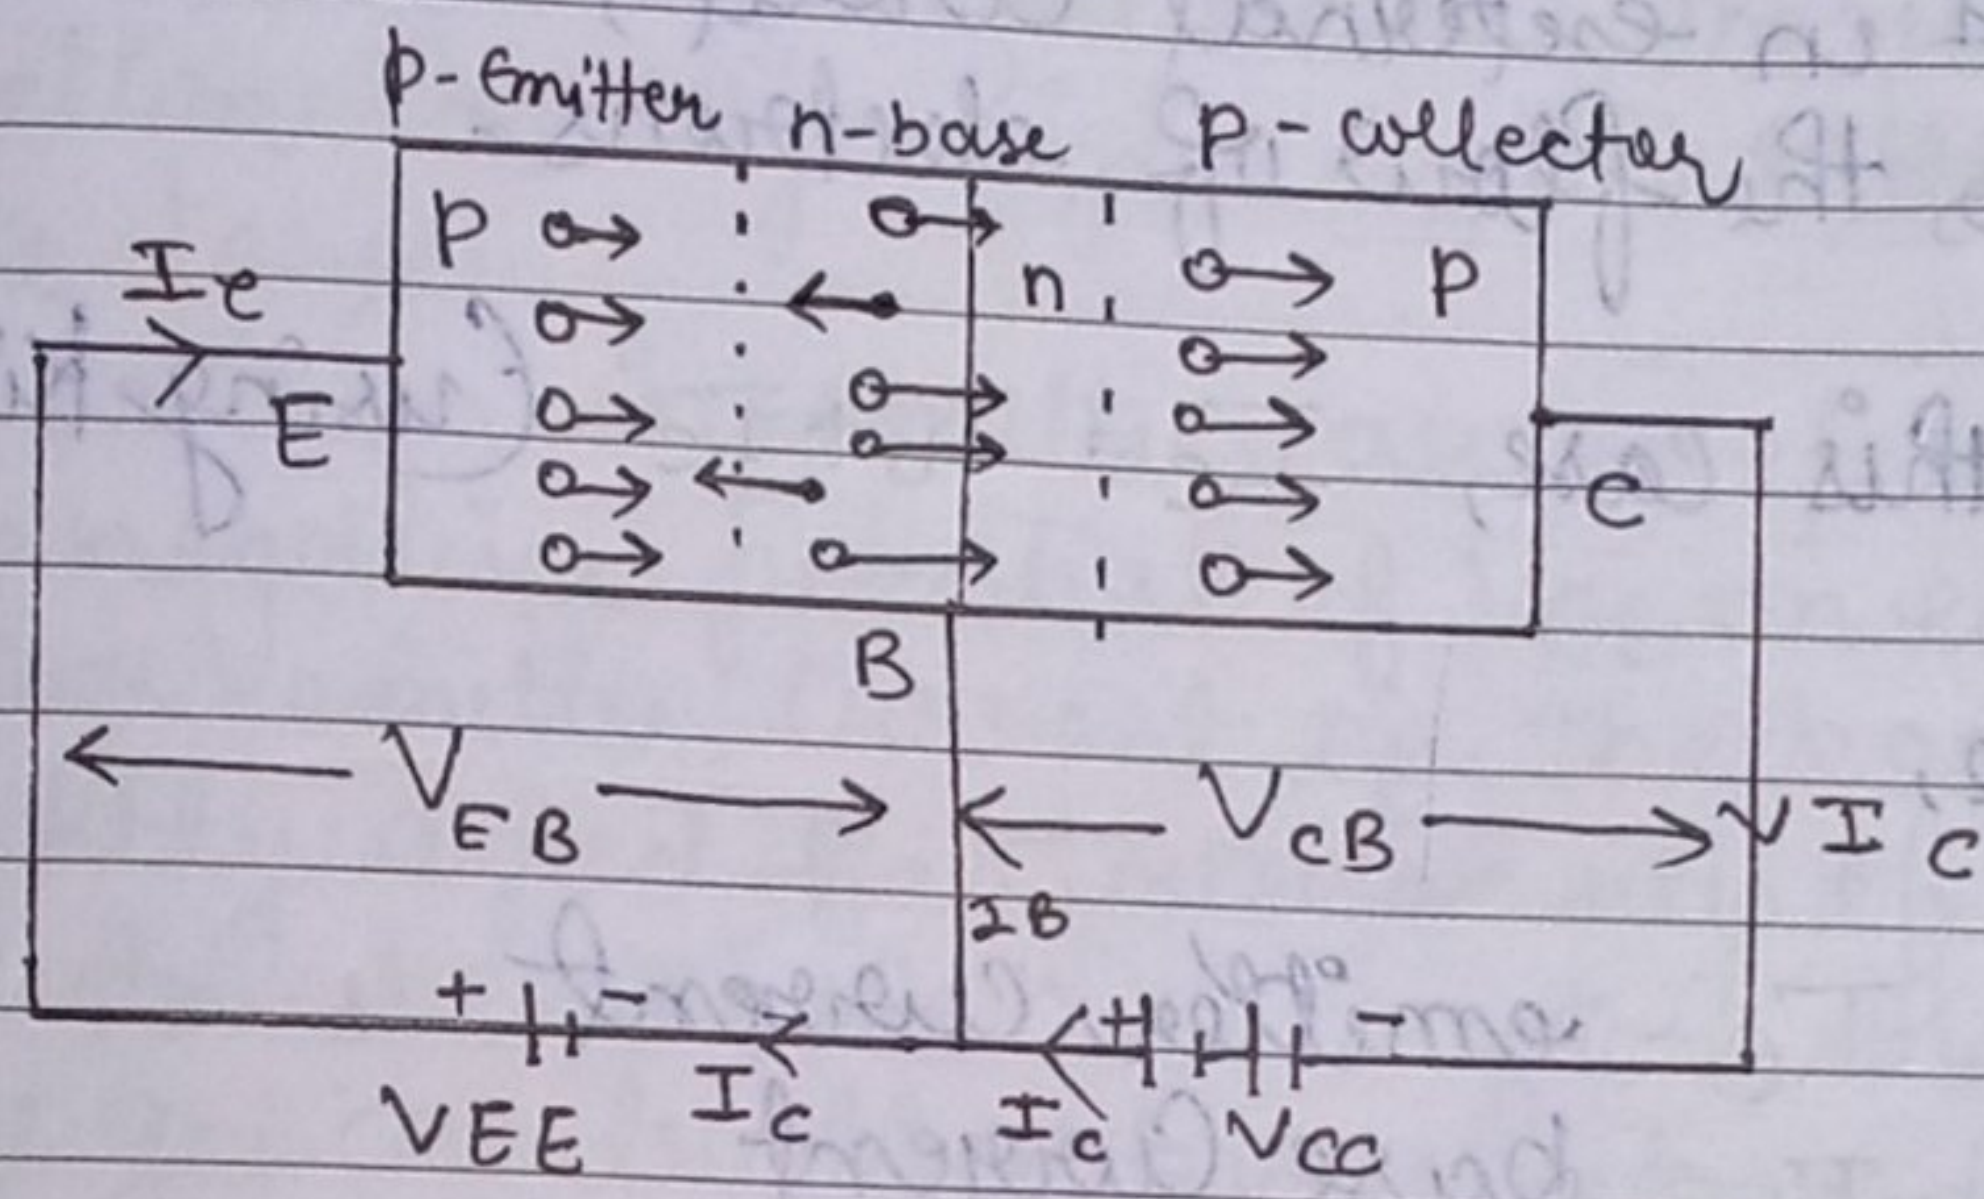 p-Emitter n-base p-collector
P n P
Ie
E C
B
VEB VCB IC
IB
+ - + -
VEE Ic Ic VCC